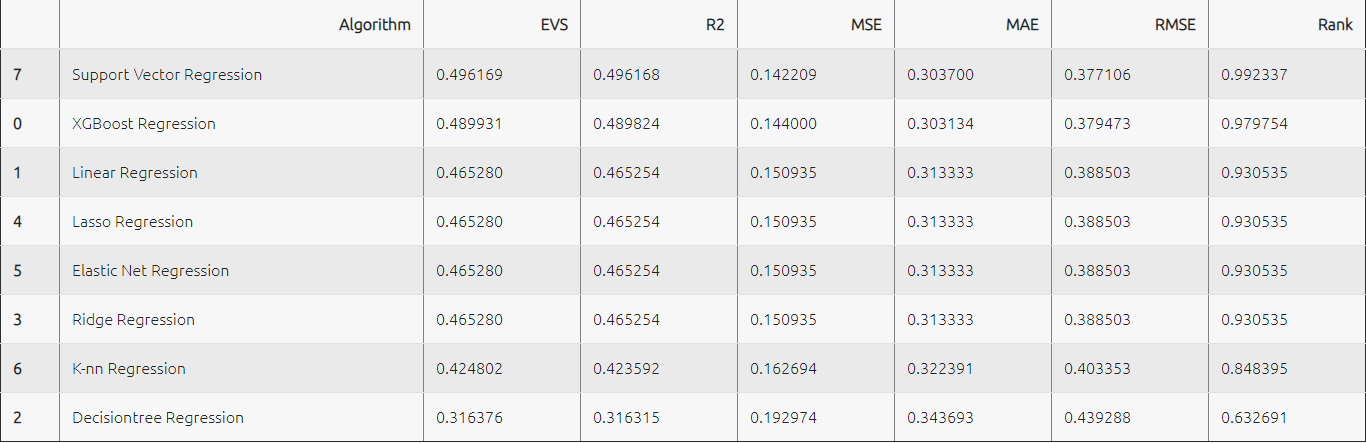 Algorithm EVS R2 MSE MAE RMSE Rank
7 Support Vector Regression 0.496169 0.496168 0.142209 0.303700 0.377106 0.992337
0 XGBoost Regression 0.489931 0.489824 0.144000 0.303134 0.379473 0.979754
1 Linear Regression 0.465280 0.465254 0.150935 0.313333 0.388503 0.930535
4 Lasso Regression 0.465280 0.465254 0.150935 0.313333 0.388503 0.930535
5 Elastic Net Regression 0.465280 0.465254 0.150935 0.313333 0.388503 0.930535
3 Ridge Regression 0.465280 0.465254 0.150935 0.313333 0.388503 0.930535
6 K-nn Regression 0.424802 0.423592 0.162694 0.322391 0.403353 0.848395
2 Decisiontree Regression 0.316376 0.316315 0.192974 0.343693 0.439288 0.632691